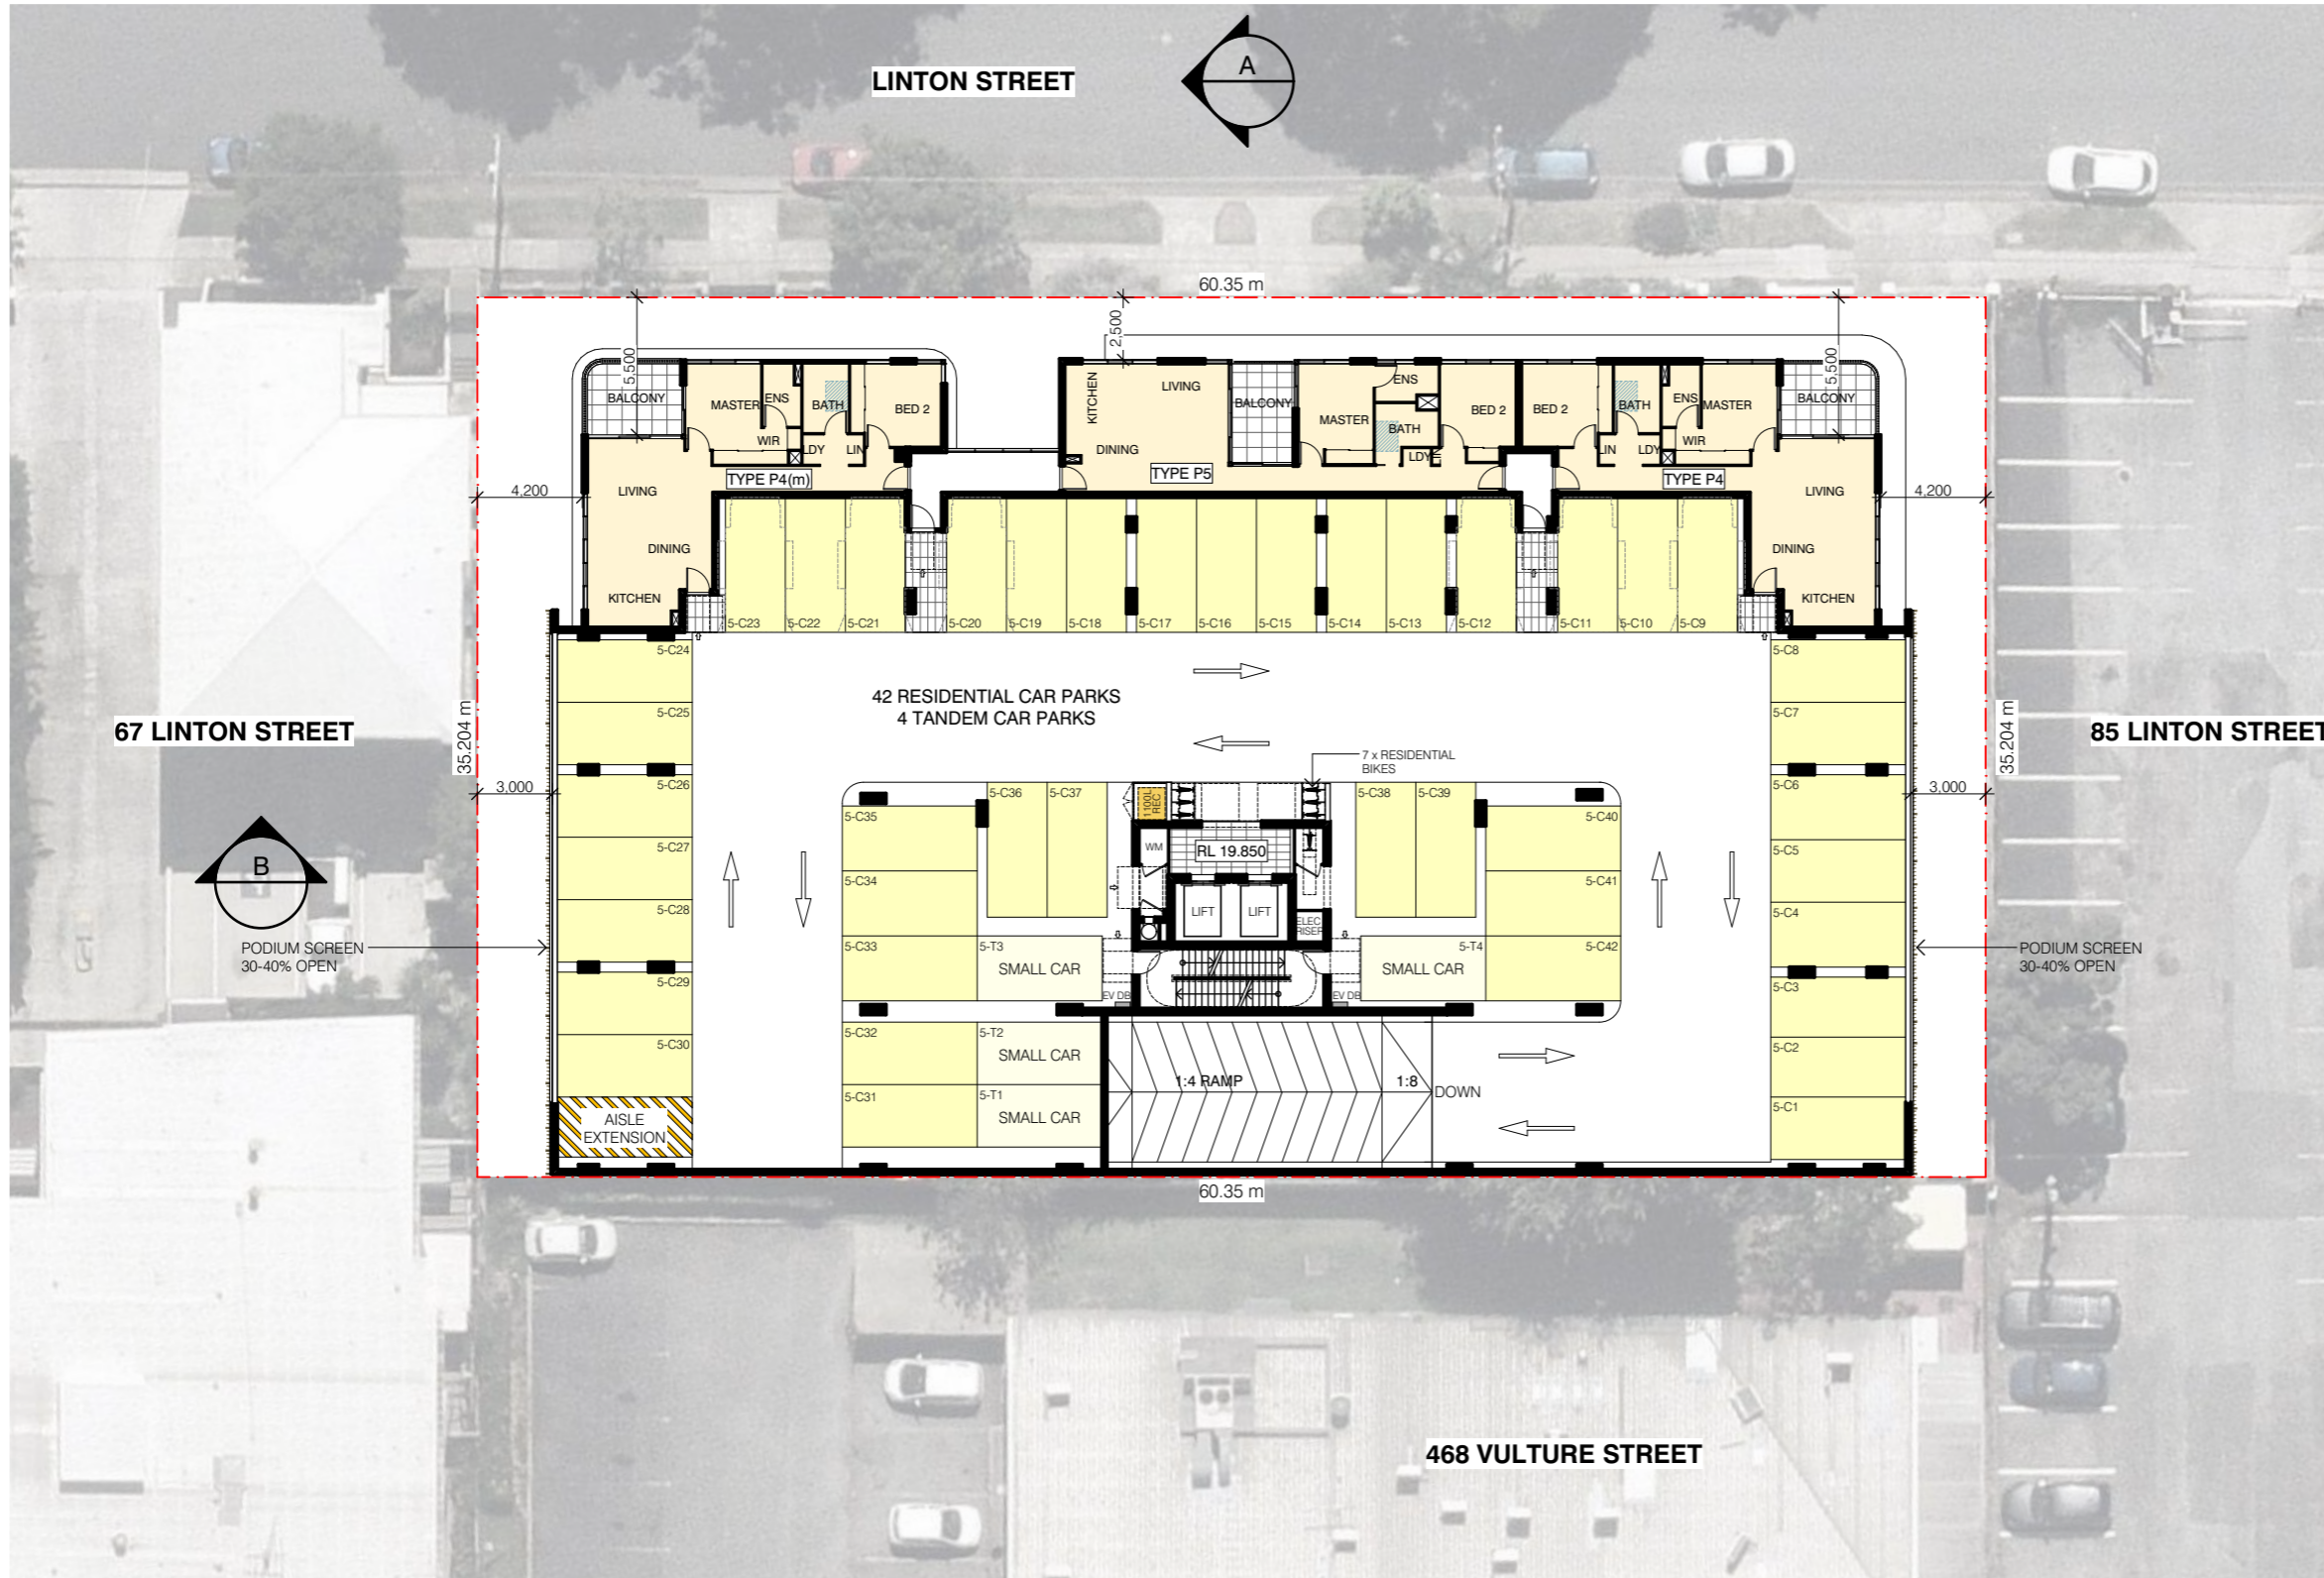 LINTON STREET
A
60.35 m
5,500
2,500
5,500
BALCONY
MASTER
ENS
BATH
BED 2
WIR
LDY
LIN
TYPE P4(m)
LIVING
DINING
KITCHEN
KITCHEN
LIVING
DINING
BALCONY
TYPE P5
MASTER
ENS
BATH
LDY
BED 2
BED 2
BATH
ENS
MASTER
BALCONY
LIN
LDY
WIR
TYPE P4
LIVING
DINING
KITCHEN
4,200
4,200
5-C23
5-C22
5-C21
5-C20
5-C19
5-C18
5-C17
5-C16
5-C15
5-C14
5-C13
5-C12
5-C11
5-C10
5-C9
5-C24
5-C25
5-C26
5-C27
5-C28
5-C29
5-C30
AISLE
EXTENSION
42 RESIDENTIAL CAR PARKS
4 TANDEM CAR PARKS
7 x RESIDENTIAL
BIKES
67 LINTON STREET
35.204 m
35.204 m
85 LINTON STREET
3,000
3,000
B
PODIUM SCREEN
30-40% OPEN
PODIUM SCREEN
30-40% OPEN
5-C36
5-C37
1100L
REC
5-C38
5-C39
5-C35
5-C34
5-C33
5-T3
SMALL CAR
5-C32
5-T2
SMALL CAR
5-C31
5-T1
SMALL CAR
WM
RL 19.850
LIFT
LIFT
ELEC
RISER
EV DB
EV DB
5-C40
5-C41
5-C42
5-T4
SMALL CAR
1:4 RAMP
1:8
DOWN
5-C8
5-C7
5-C6
5-C5
5-C4
5-C3
5-C2
5-C1
60.35 m
468 VULTURE STREET